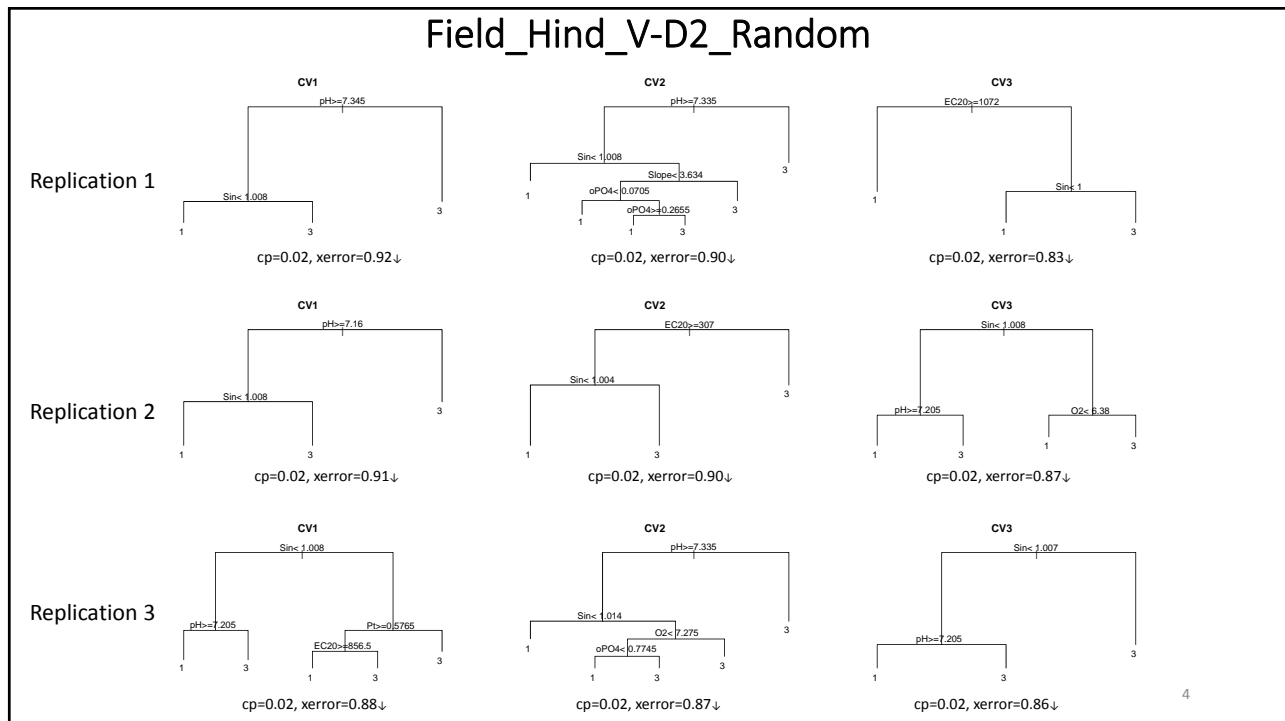 Field_Hind_V-D2_Random
Replication 1
CV1
pH>=7.345
Sin< 1.008
1
3
3
cp=0.02, xerror=0.92↓
CV2
pH>=7.335
Sin< 1.008
1
Slope< 3.634
oPO4< 0.0705
1
oPO4>=0.2655
1
3
3
3
cp=0.02, xerror=0.90↓
CV3
EC20>=1072
1
Sin< 1
1
3
cp=0.02, xerror=0.83↓
Replication 2
CV1
pH>=7.16
Sin< 1.008
1
3
3
cp=0.02, xerror=0.91↓
CV2
EC20>=307
Sin< 1.004
1
3
3
cp=0.02, xerror=0.90↓
CV3
Sin< 1.008
pH>=7.205
1
3
O2< 6.38
1
3
cp=0.02, xerror=0.87↓
Replication 3
CV1
Sin< 1.008
pH>=7.205
1
3
Pt>=0.5765
EC20>=856.5
1
3
3
cp=0.02, xerror=0.88↓
CV2
pH>=7.335
Sin< 1.014
1
O2< 7.275
oPO4< 0.7745
1
3
3
3
cp=0.02, xerror=0.87↓
CV3
Sin< 1.007
pH>=7.205
1
3
3
cp=0.02, xerror=0.86↓
4